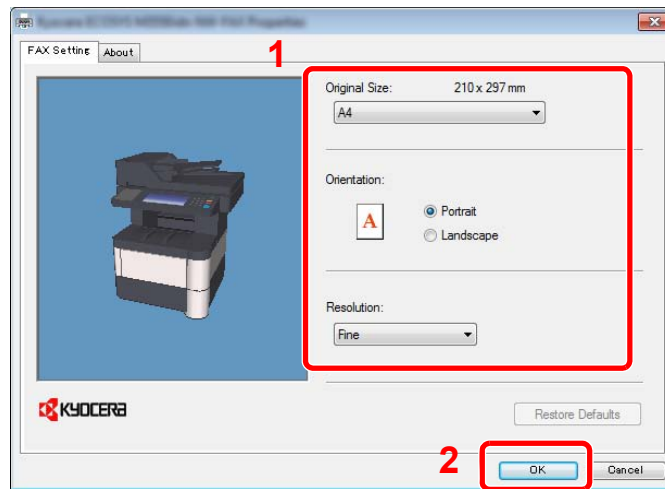 FAX Setting
About
1
Original Size: 210 x 297 mm
A4
Orientation:
A
Portrait
Landscape
Resolution:
Fine
KYOCERA
Restore Defaults
2
OK
Cancel